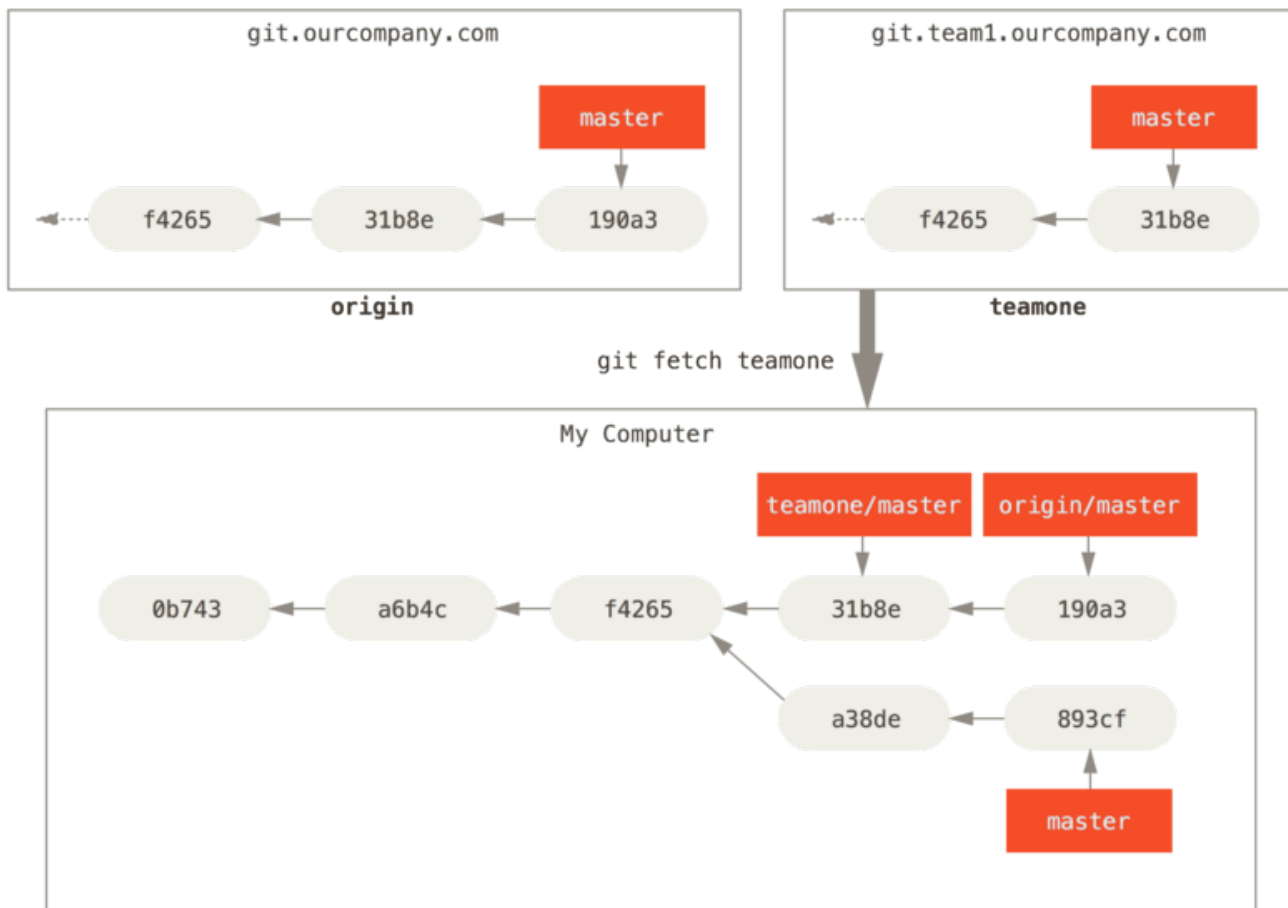 git.ourcompany.com
master
f4265 31b8e 190a3
origin
git.team1.ourcompany.com
master
f4265 31b8e
teamone
git fetch teamone
My Computer
teamone/master origin/master
0b743 a6b4c f4265 31b8e 190a3
a38de 893cf
master